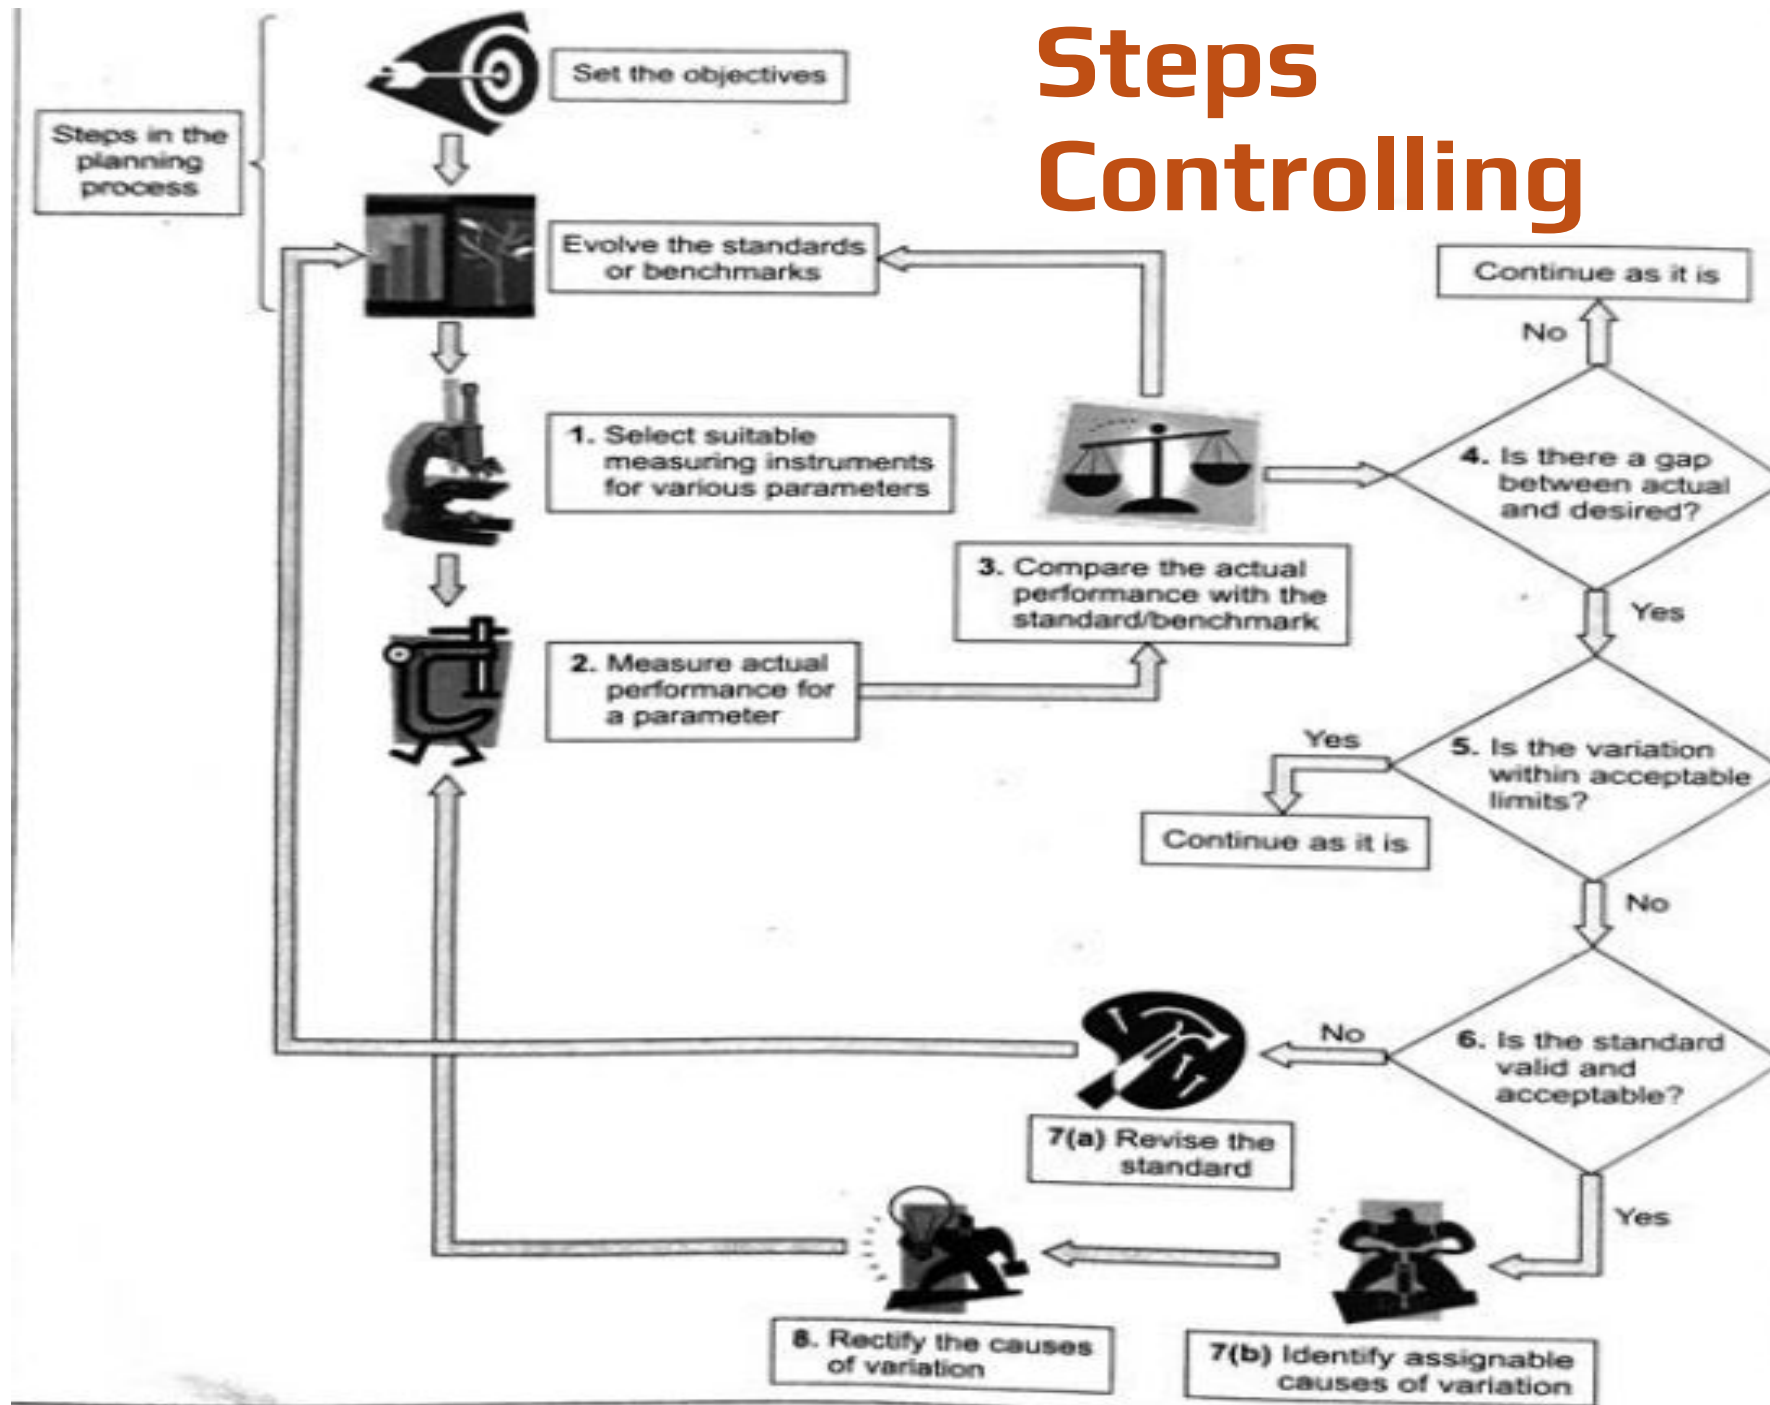 Steps
Controlling
Set the objectives
Steps in the
planning
process
Evolve the standards
or benchmarks
Continue as it is
No
1. Select suitable
measuring instruments
for various parameters
4. Is there a gap
between actual
and desired?
3. Compare the actual
performance with the
standard/benchmark
Yes
2. Measure actual
performance for
a parameter
Yes
5. Is the variation
within acceptable
limits?
Continue as it is
No
No
6. Is the standard
valid and
acceptable?
7(a) Revise the
standard
Yes
8. Rectify the causes
of variation
7(b) Identify assignable
causes of variation